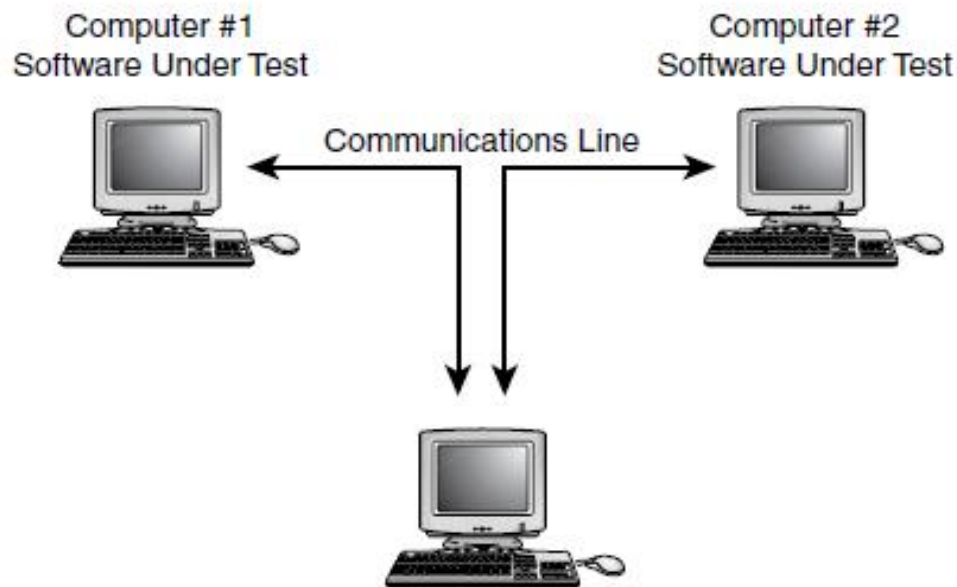 Computer #1
Software Under Test
Computer #2
Software Under Test
Communications Line